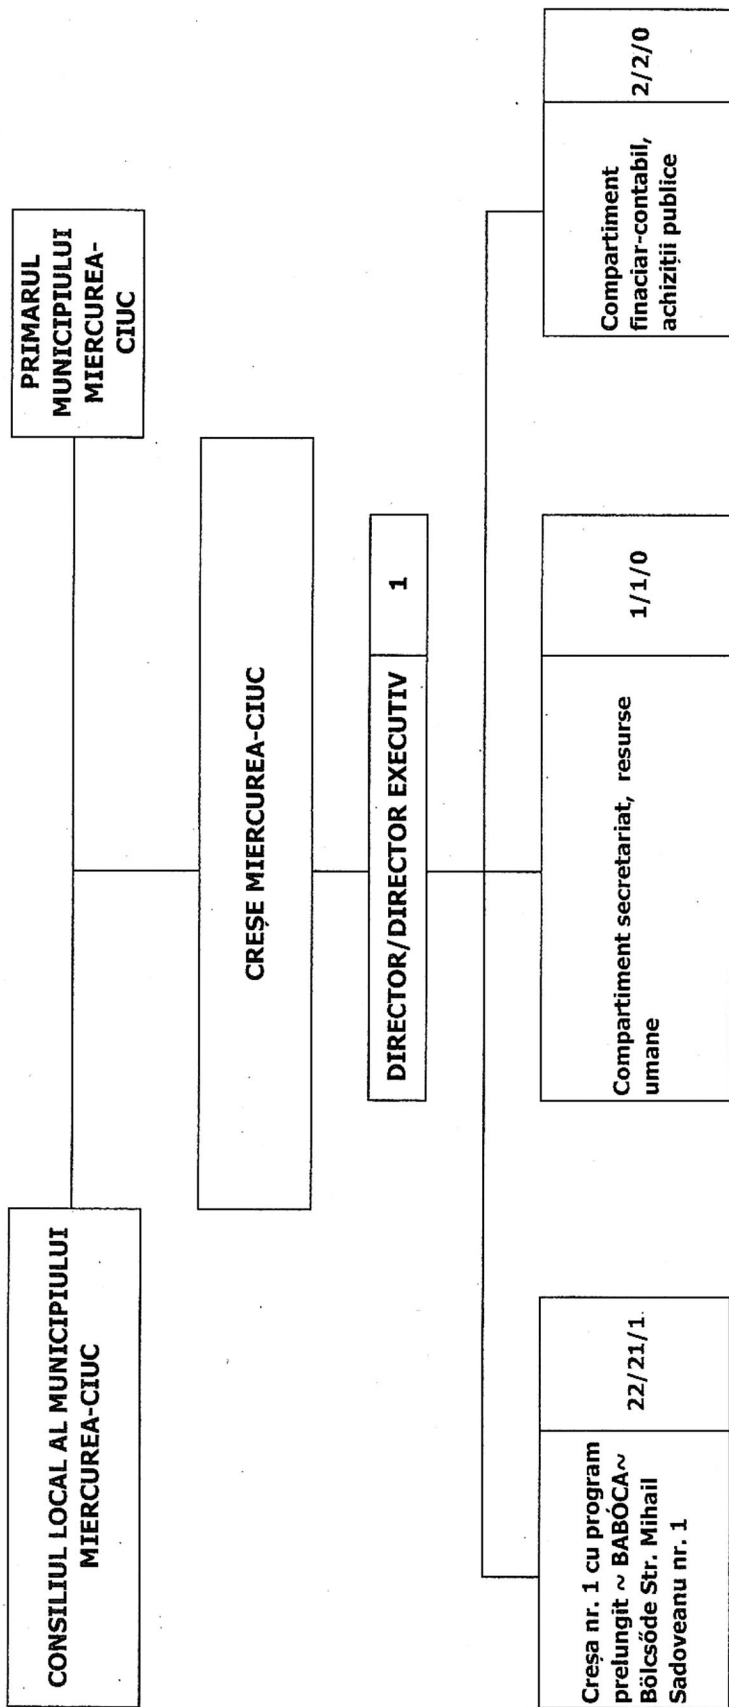 CONSILIUL LOCAL AL MUNICIPIULUI
MIERCUREA-CIUC
PRIMARUL
MUNICIPIULUI
MIERCUREA-
CIUC
CREȘE MIERCUREA-CIUC
DIRECTOR/DIRECTOR EXECUTIV
1
Creșa nr. 1 cu program
prelungit ~ BABÓCA~
Bölcsőde Str. Mihail
Sadoveanu nr. 1
22/21/1
Compartiment secretariat, resurse
umane
1/1/0
Compartiment
finaciar-contabil,
achiziții publice
2/2/0